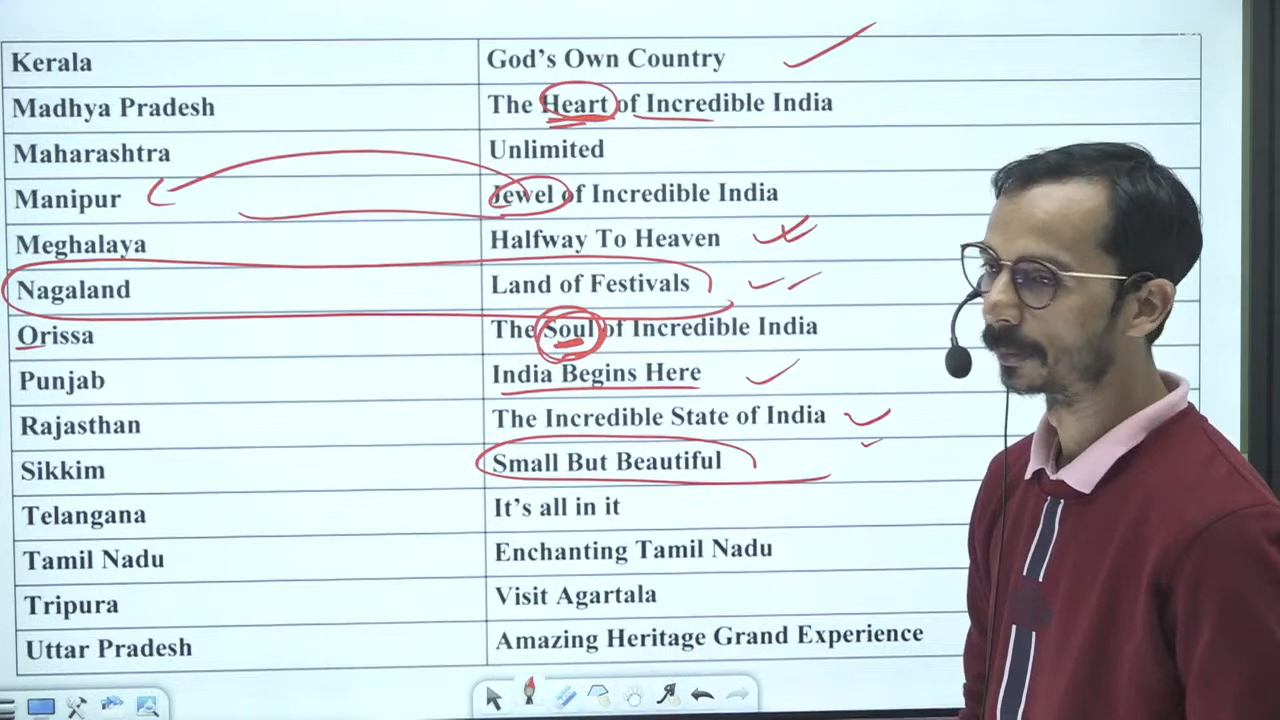 Kerala God's Own Country
Madhya Pradesh The Heart of Incredible India
Maharashtra Unlimited
Manipur Jewel of Incredible India
Meghalaya Halfway To Heaven
Nagaland Land of Festivals
Orissa The Soul of Incredible India
Punjab India Begins Here
Rajasthan The Incredible State of India
Sikkim Small But Beautiful
Telangana It's all in it
Tamil Nadu Enchanting Tamil Nadu
Tripura Visit Agartala
Uttar Pradesh Amazing Heritage Grand Experience